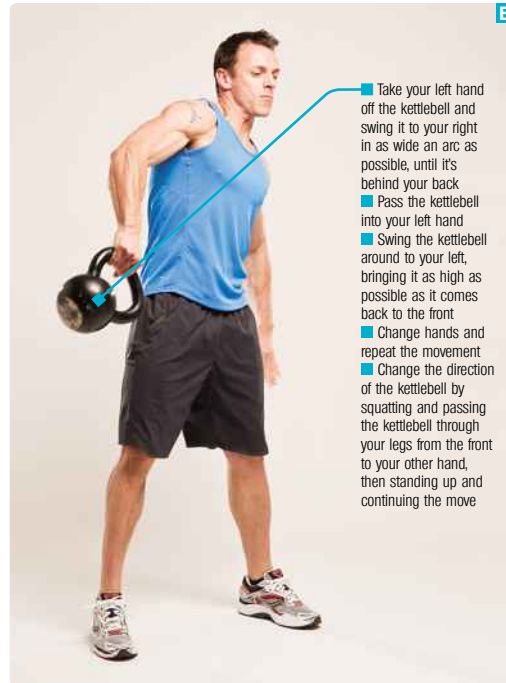 E
Take your left hand
off the kettlebell and
swing it to your right
in as wide an arc as
possible, until it's
behind your back
Pass the kettlebell
into your left hand
Swing the kettlebell
around to your left,
bringing it as high as
possible as it comes
back to the front
Change hands and
repeat the movement
Change the direction
of the kettlebell by
squatting and passing
the kettlebell through
your legs from the front
to your other hand,
then standing up and
continuing the move